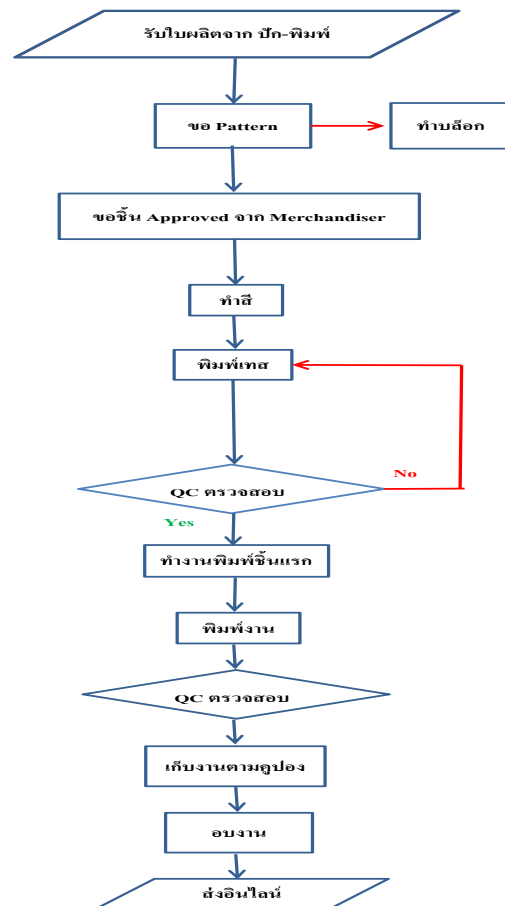 รับใบผลิตจาก ปัก-พิมพ์
ขอ Pattern
ทำบล๊อก
ขอชิ้น Approved จาก Merchandiser
ทำสี
พิมพ์เทส
No
QC ตรวจสอบ
Yes
ทำงานพิมพ์ชิ้นแรก
พิมพ์งาน
QC ตรวจสอบ
เก็บงานตามคูปอง
อบงาน
ส่งอินไลน์